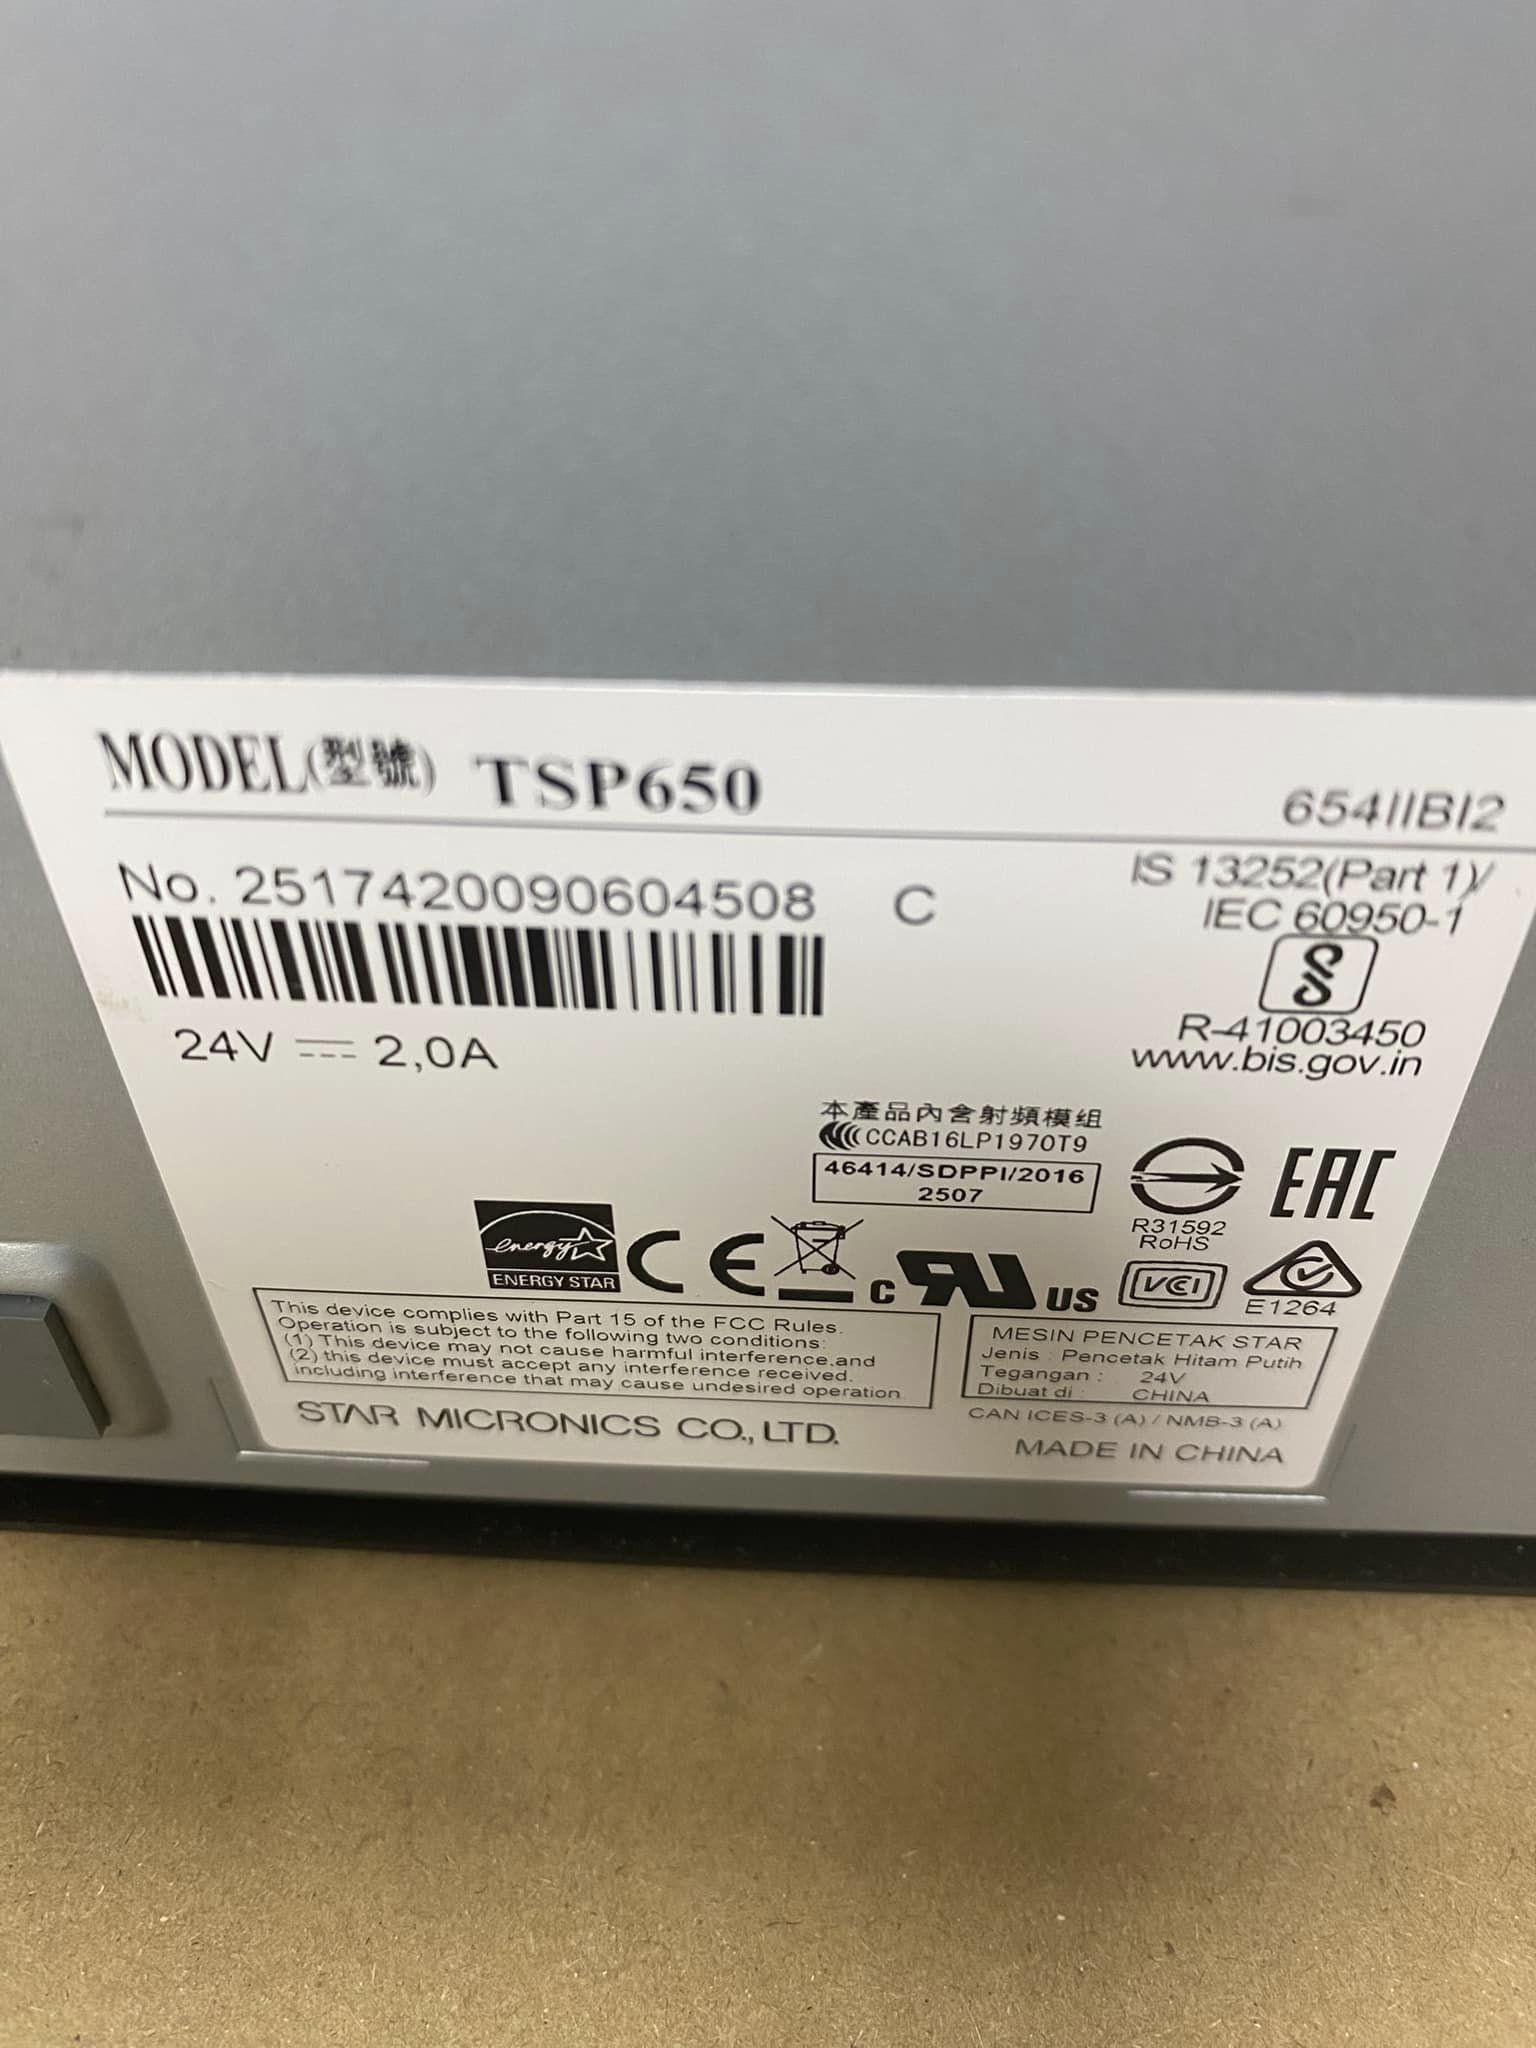 MODEL(型號) TSP650
654IIBI2
No. 2517420090604508 C
24V 2,0A
IS 13252(Part 1)/
IEC 60950-1
R-41003450
www.bis.gov.in
本產品內含射頻模組
CCAB16LP1970T9
46414/SDPPI/2016
2507
R31592
RoHS
EAC
energy
ENERGY STAR
CE
c UR US
VCI
E1264
This device complies with Part 15 of the FCC Rules.
Operation is subject to the following two conditions:
(1) This device may not cause harmful interference.and
(2) this device must accept any interference received.
including interference that may cause undesired operation.
MESIN PENCETAK STAR
Jenis : Pencetak Hitam Putih
Tegangan : 24V
Dibuat di : CHINA
STAR MICRONICS CO., LTD.
CAN ICES-3 (A) / NMB-3 (A)
MADE IN CHINA